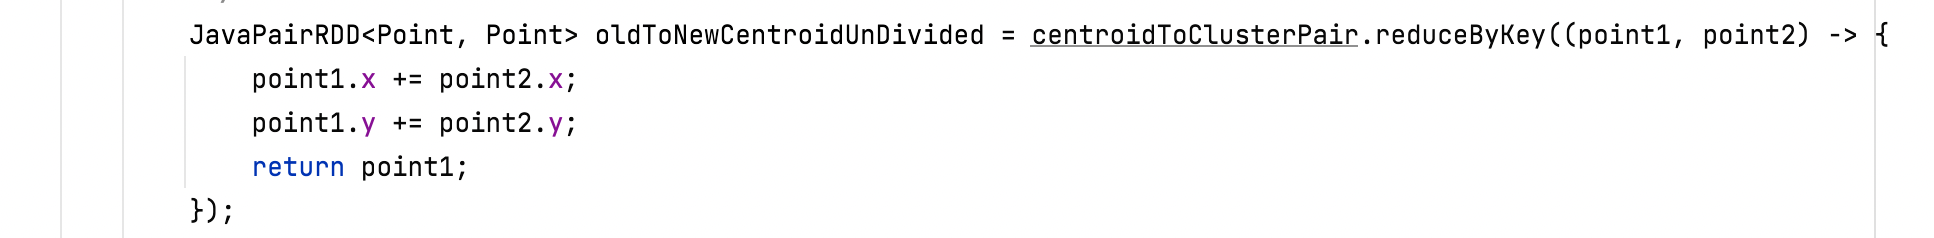 JavaPairRDD<Point, Point> oldToNewCentroidUnDivided = centroidToClusterPair.reduceByKey((point1, point2) -> {
point1.x += point2.x;
point1.y += point2.y;
return point1;
});